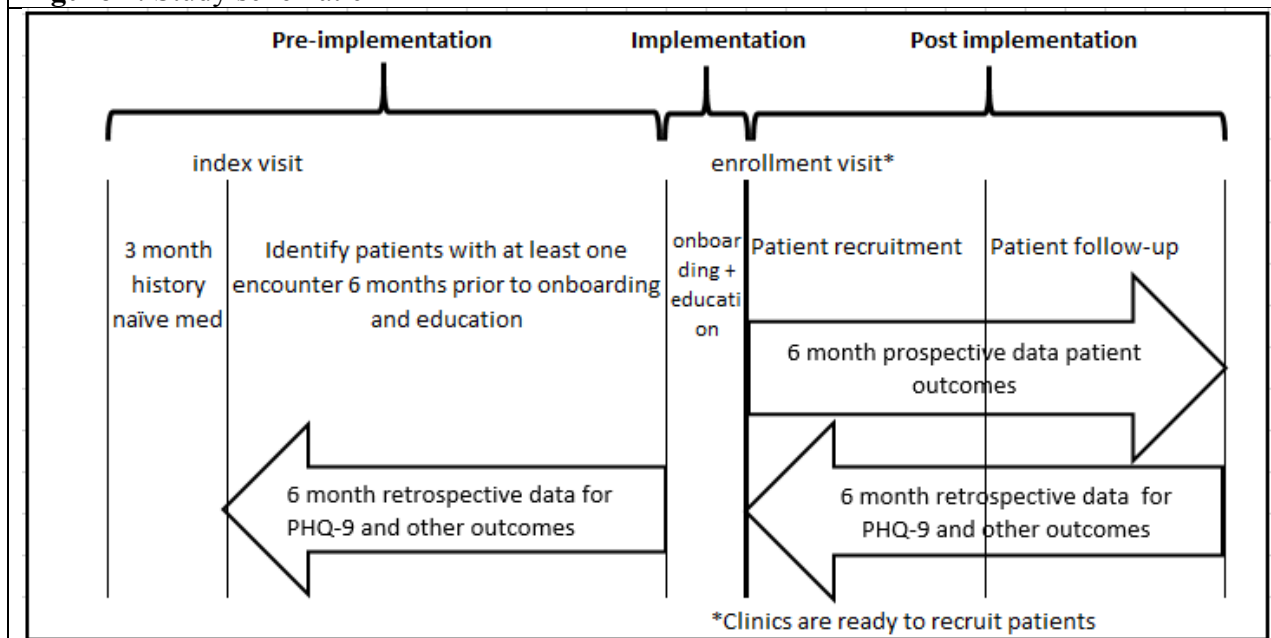 Pre-implementation
Implementation
Post implementation
index visit
enrollment visit*
3 month
history
naïve med
Identify patients with at least one
encounter 6 months prior to onboarding
and education
onboar
ding +
educati
on
Patient recruitment
Patient follow-up
6 month prospective data patient
outcomes
6 month retrospective data for
PHQ-9 and other outcomes
6 month retrospective data for
PHQ-9 and other outcomes
*Clinics are ready to recruit patients